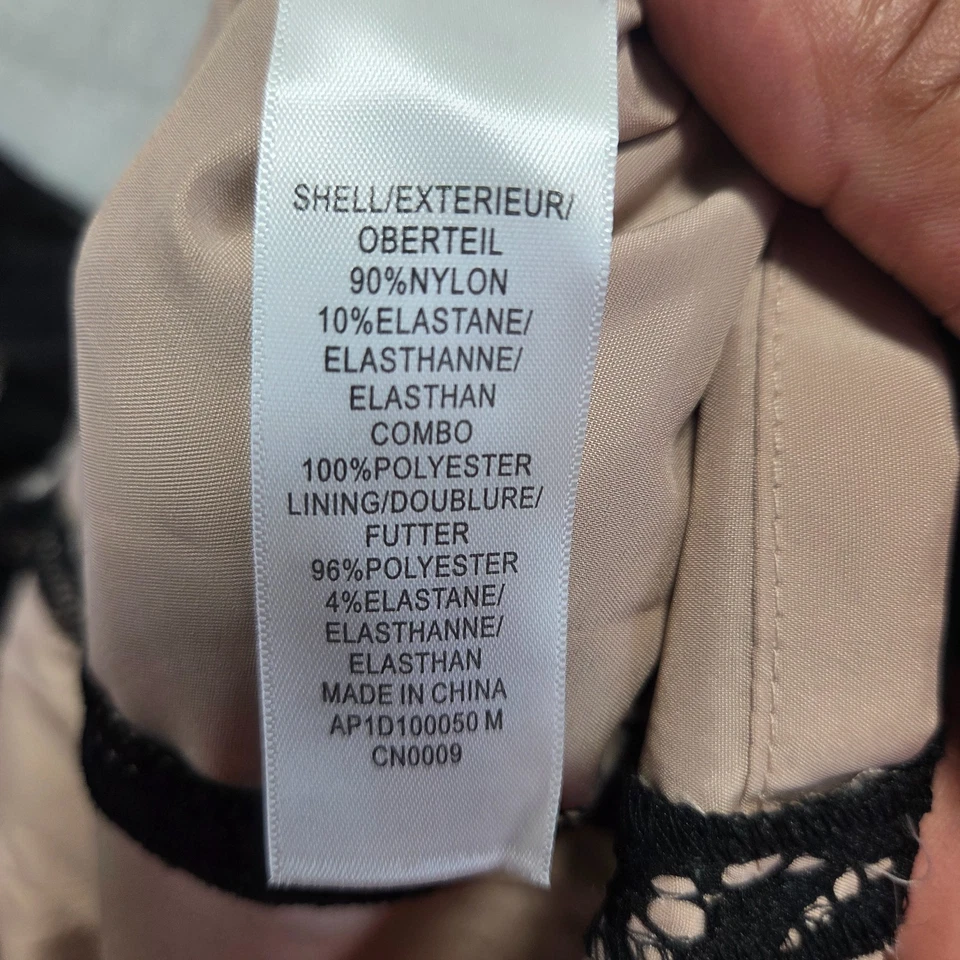 SHELL/EXTERIEUR/
OBERTEIL
90%NYLON
10%ELASTANE/
ELASTHANNE/
ELASTHAN
COMBO
100%POLYESTER
LINING/DOUBLURE/
FUTTER
96%POLYESTER
4%ELASTANE/
ELASTHANNE/
ELASTHAN
MADE IN CHINA
AP1D100050 M
CN0009